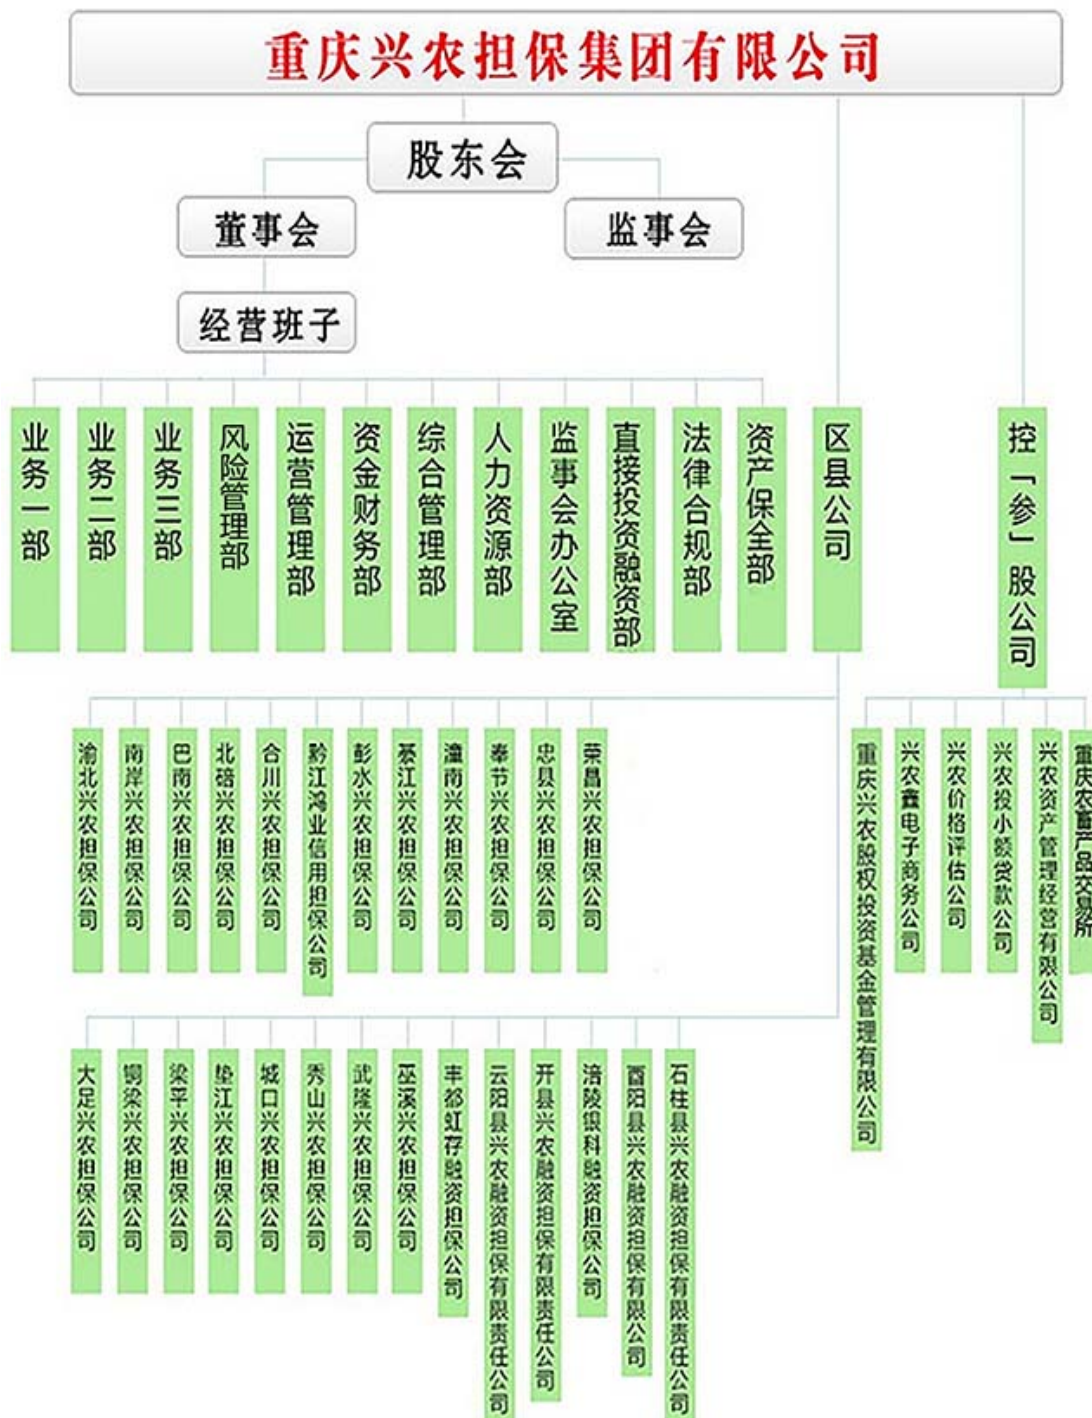 重庆兴农担保集团有限公司
股东会
董事会
监事会
经营班子
业务一部
业务二部
业务三部
风险管理部
运营管理部
资金财务部
综合管理部
人力资源部
监事会办公室
直接投资融资部
法律合规部
资产保全部
区县公司
控「参」股公司
渝北兴农担保公司
南岸兴农担保公司
巴南兴农担保公司
北碚兴农担保公司
合川兴农担保公司
黔江鸿业信用担保公司
彭水兴农担保公司
綦江兴农担保公司
潼南兴农担保公司
奉节兴农担保公司
忠县兴农担保公司
荣昌兴农担保公司
重庆兴农股权投资基金管理有限公司
兴农鑫电子商务公司
兴农价格评估公司
兴农投小额贷款公司
兴农资产管理经营有限公司
重庆农畜产品交易所
大足兴农担保公司
铜梁兴农担保公司
梁平兴农担保公司
垫江兴农担保公司
城口兴农担保公司
秀山兴农担保公司
武隆兴农担保公司
巫溪兴农担保公司
丰都虹存融资担保公司
云阳县兴农融资担保有限责任公司
开县兴农融资担保有限责任公司
涪陵银科融资担保公司
酉阳县兴农融资担保有限公司
石柱县兴农融资担保有限责任公司